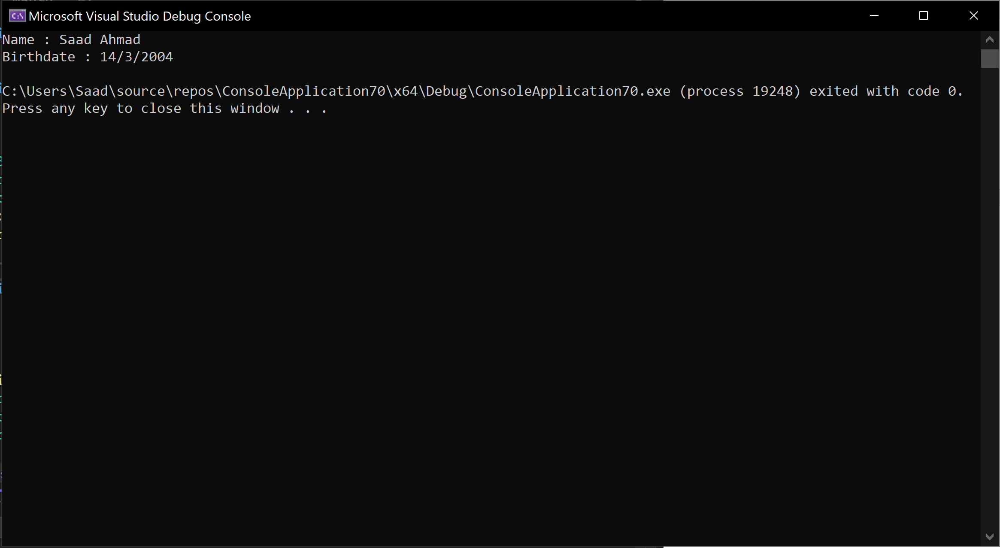 Microsoft Visual Studio Debug Console
Name : Saad Ahmad
Birthdate : 14/3/2004
C:\Users\Saad\source\repos\ConsoleApplication70\x64\Debug\ConsoleApplication70.exe (process 19248) exited with code 0.
Press any key to close this window . . .